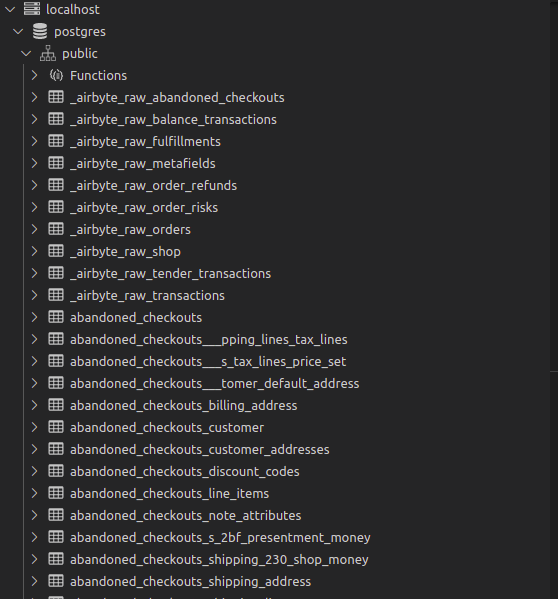 localhost
postgres
public
Functions
_airbyte_raw_abandoned_checkouts
_airbyte_raw_balance_transactions
_airbyte_raw_fulfillments
_airbyte_raw_metafields
_airbyte_raw_order_refunds
_airbyte_raw_order_risks
_airbyte_raw_orders
_airbyte_raw_shop
_airbyte_raw_tender_transactions
_airbyte_raw_transactions
abandoned_checkouts
abandoned_checkouts___pping_lines_tax_lines
abandoned_checkouts___s_tax_lines_price_set
abandoned_checkouts___tomer_default_address
abandoned_checkouts_billing_address
abandoned_checkouts_customer
abandoned_checkouts_customer_addresses
abandoned_checkouts_discount_codes
abandoned_checkouts_line_items
abandoned_checkouts_note_attributes
abandoned_checkouts_s_2bf_presentment_money
abandoned_checkouts_shipping_230_shop_money
abandoned_checkouts_shipping_address